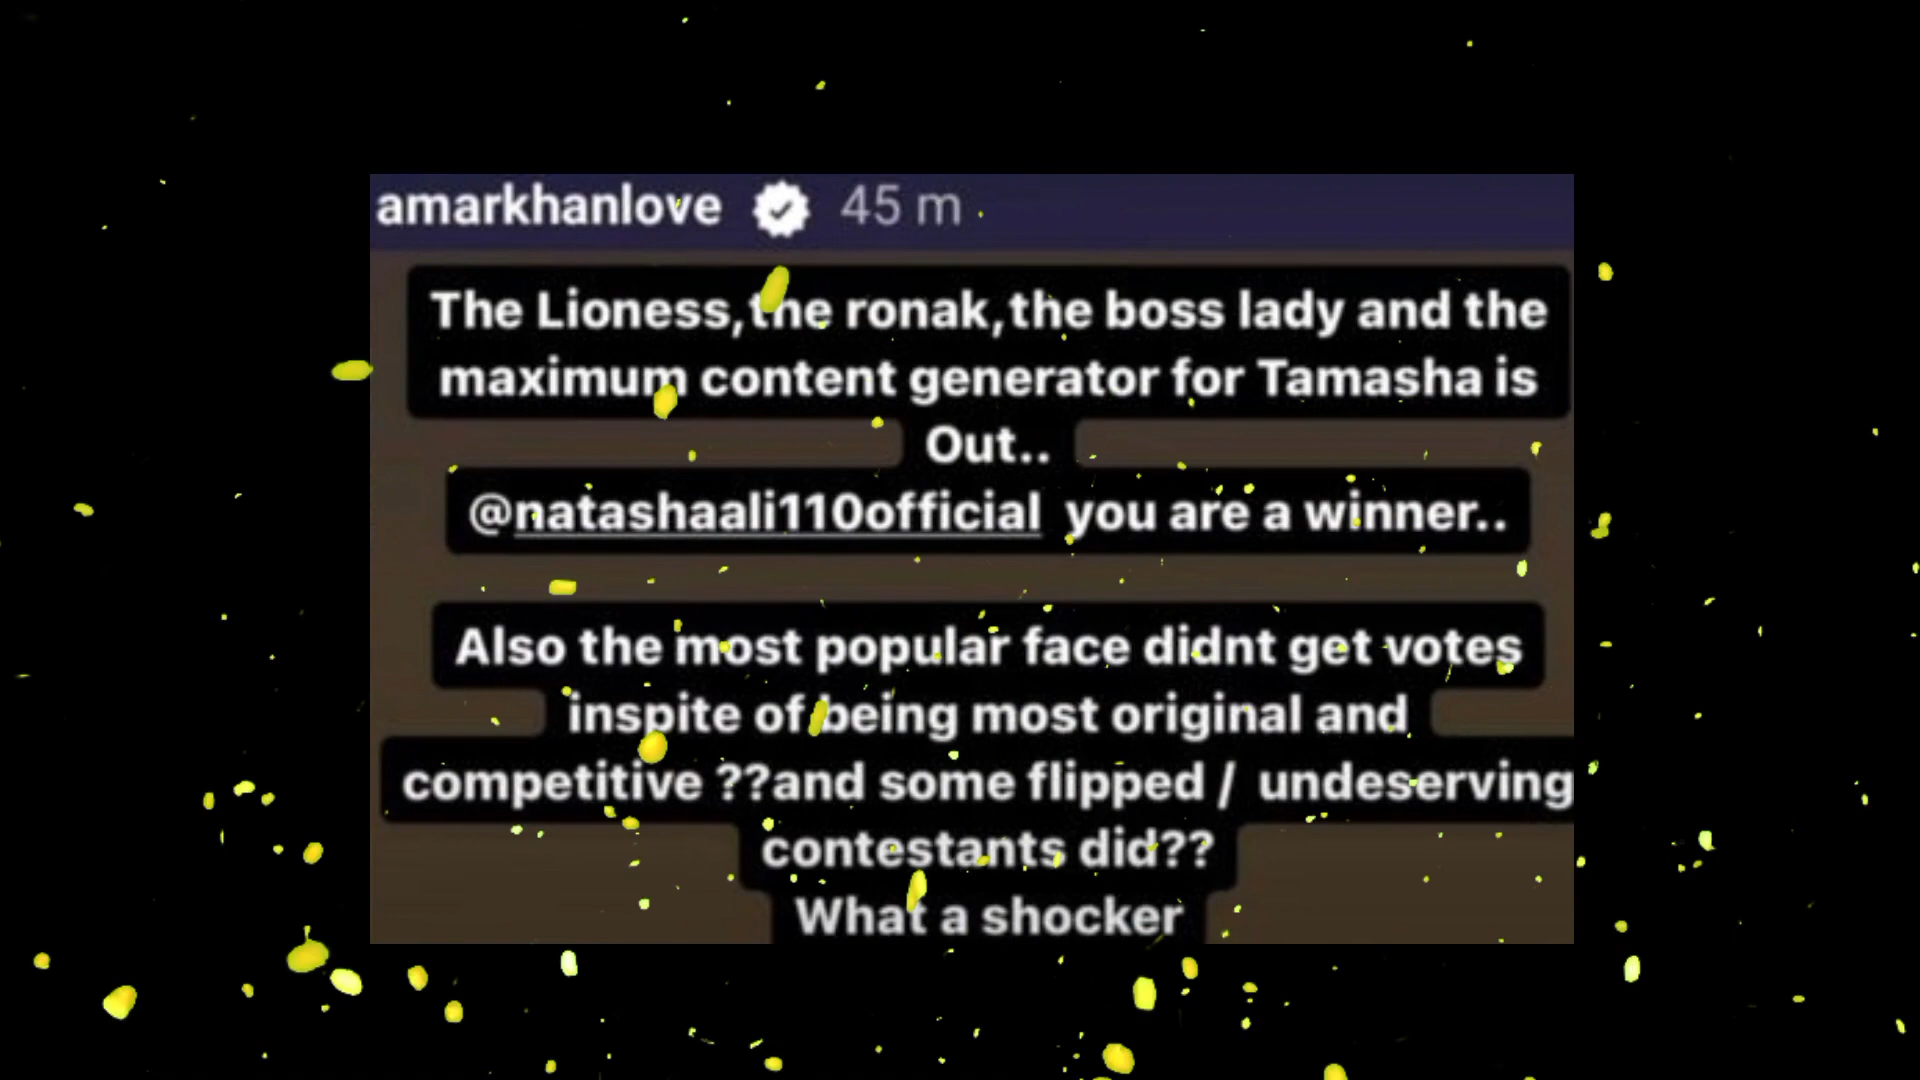 amarkhanlove 45 m
The Lioness,the ronak,the boss lady and the
maximum content generator for Tamasha is
Out..
@natashaali110official you are a winner..
Also the most popular face didnt get votes
inspite of being most original and
competitive ??and some flipped / undeserving
contestants did??
What a shocker